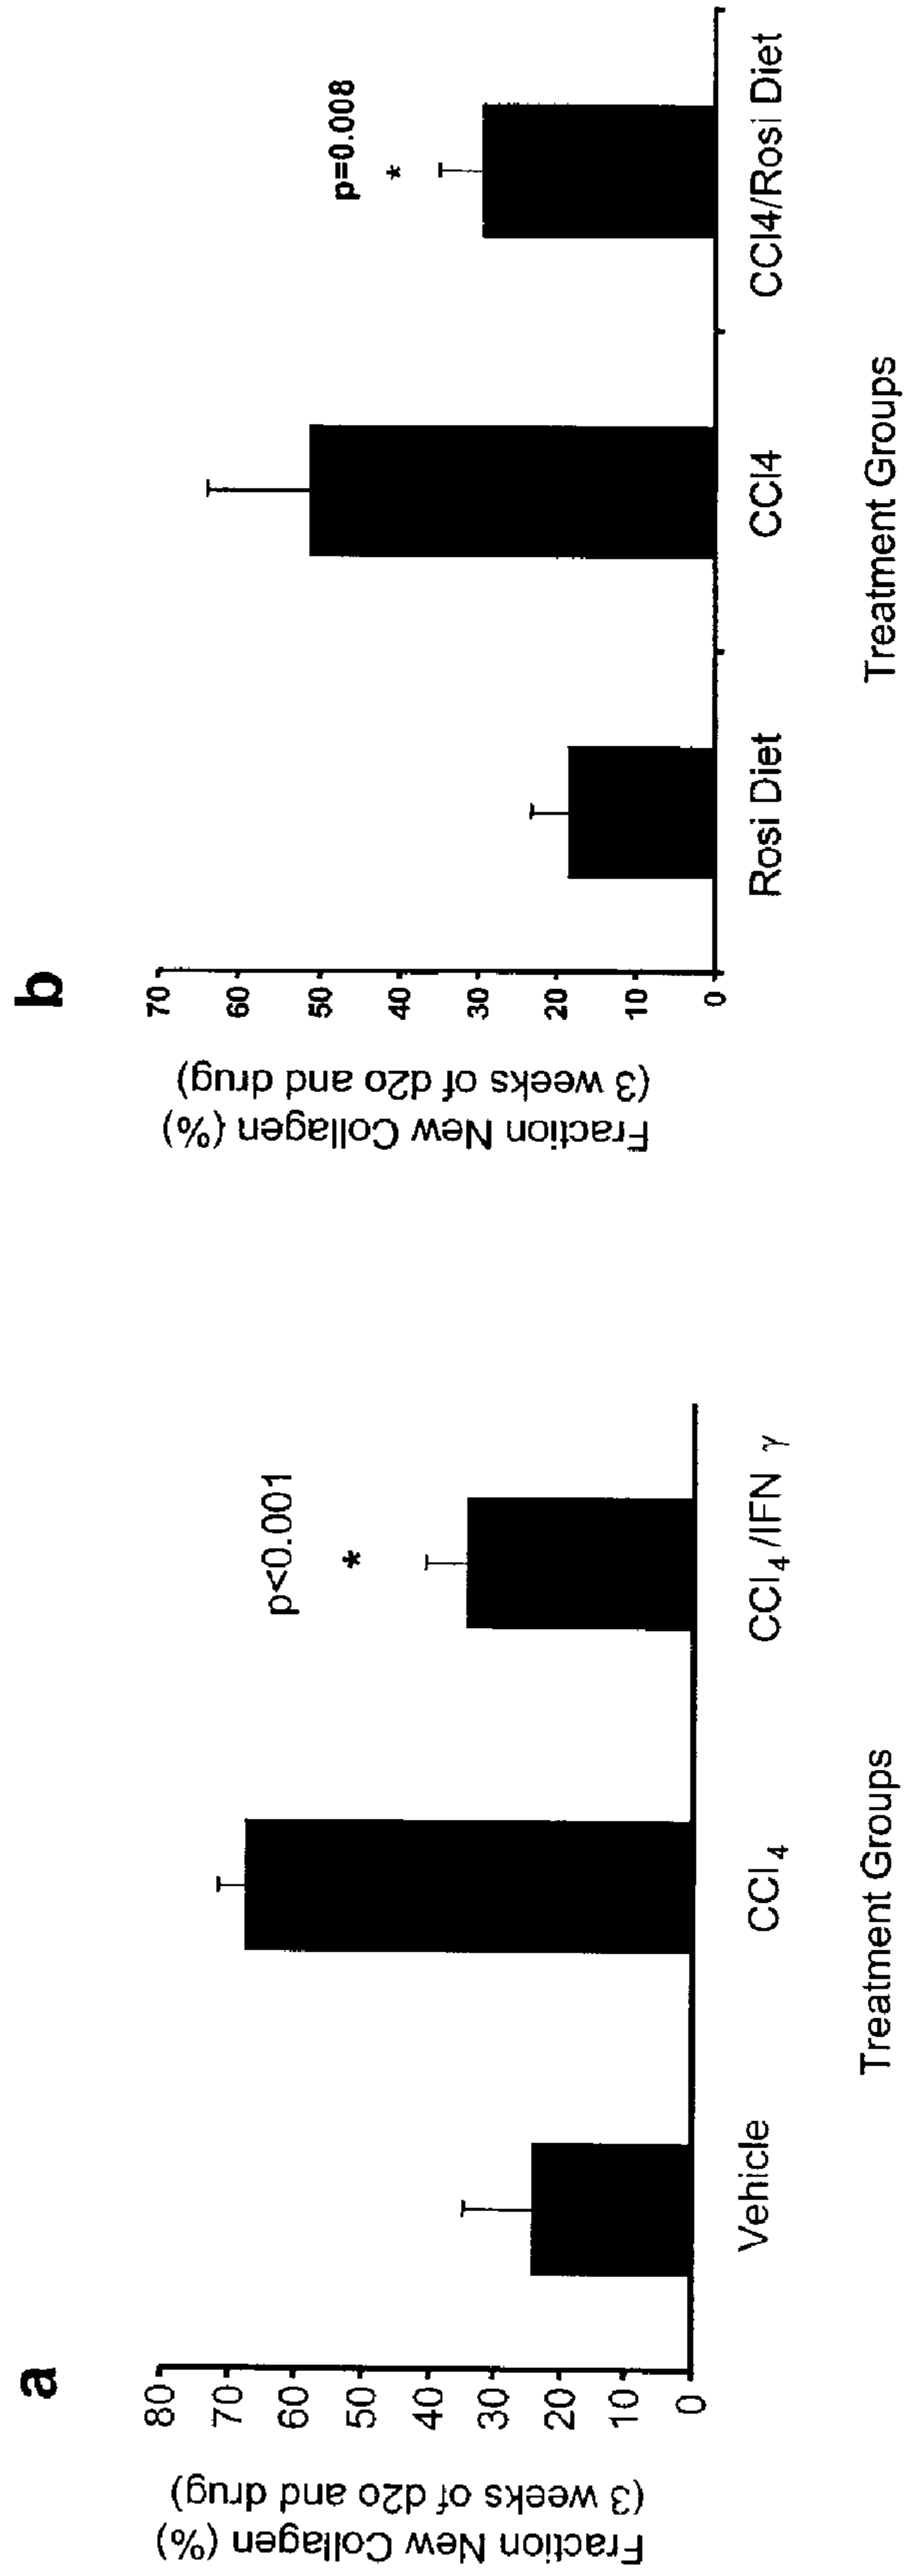 a
Fraction New Collagen (%)
(3 weeks of d2o and drug)
80
70
60
50
40
30
20
10
0
p<0.001
*
Vehicle
CCl4
CCl4/IFN γ
Treatment Groups
b
Fraction New Collagen (%)
(3 weeks of d2o and drug)
70
60
50
40
30
20
10
0
p=0.008
*
Rosi Diet
CCl4
CCl4/Rosi Diet
Treatment Groups